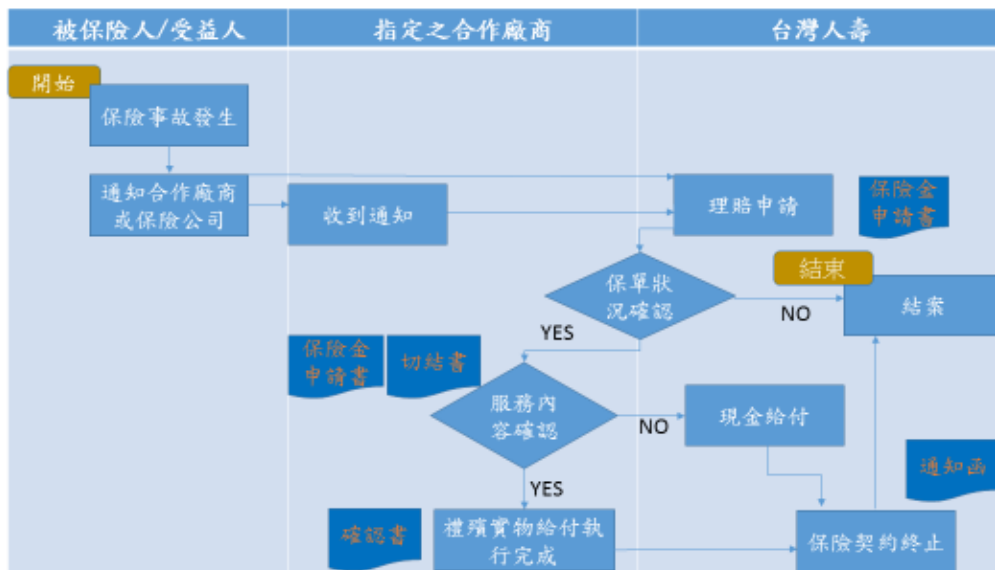 被保險人/受益人
指定之合作廠商
台灣人壽
開始
保險事故發生
通知合作廠商
或保險公司
收到通知
理賠申請
保險金
申請書
保單狀
況確認
結束
NO
結案
YES
保險金
申請書
切結書
服務內
容確認
NO
現金給付
通知函
YES
確認書
禮殯實物給付執
行完成
保險契約終止